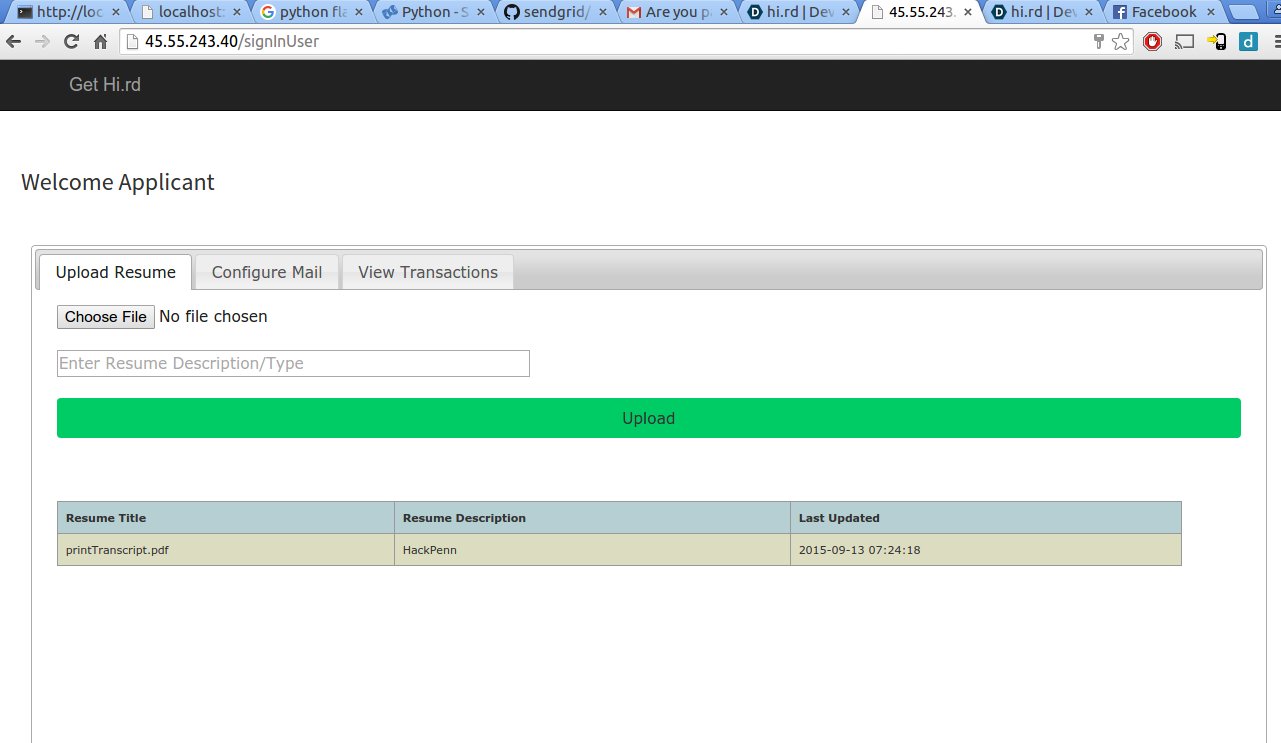 http://loc localhost: python fla Python - S sendgrid/ Are you p hi.rd | Dev 45.55.243. hi.rd | Dev Facebook
45.55.243.40/signInUser
Get Hi.rd
Welcome Applicant
Upload Resume Configure Mail View Transactions
Choose File No file chosen
Enter Resume Description/Type
Upload
Resume Title Resume Description Last Updated
printTranscript.pdf HackPenn 2015-09-13 07:24:18